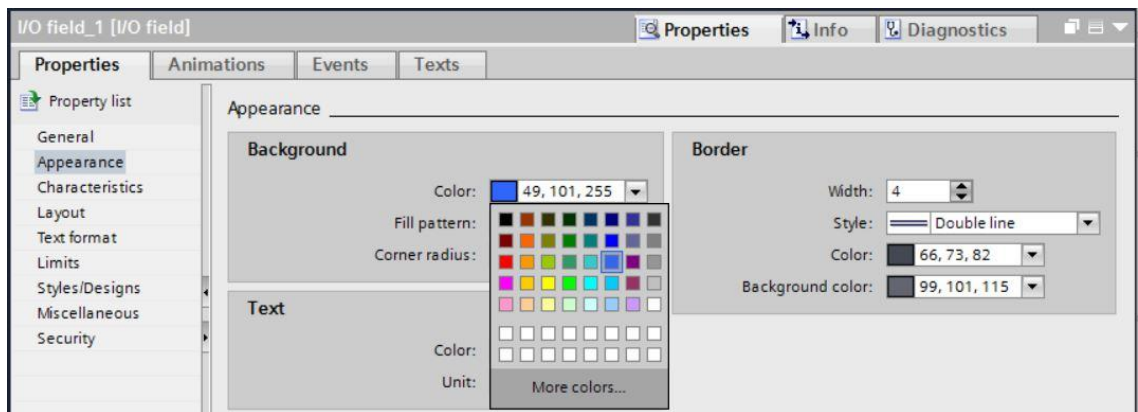 I/O field_1 [I/O field]
Properties Info Diagnostics
Properties Animations Events Texts
Property list
General
Appearance
Characteristics
Layout
Text format
Limits
Styles/Designs
Miscellaneous
Security
Appearance
Background
Color: 49, 101, 255
Fill pattern:
Corner radius:
More colors...
Text
Color:
Unit:
Border
Width: 4
Style: Double line
Color: 66, 73, 82
Background color: 99, 101, 115